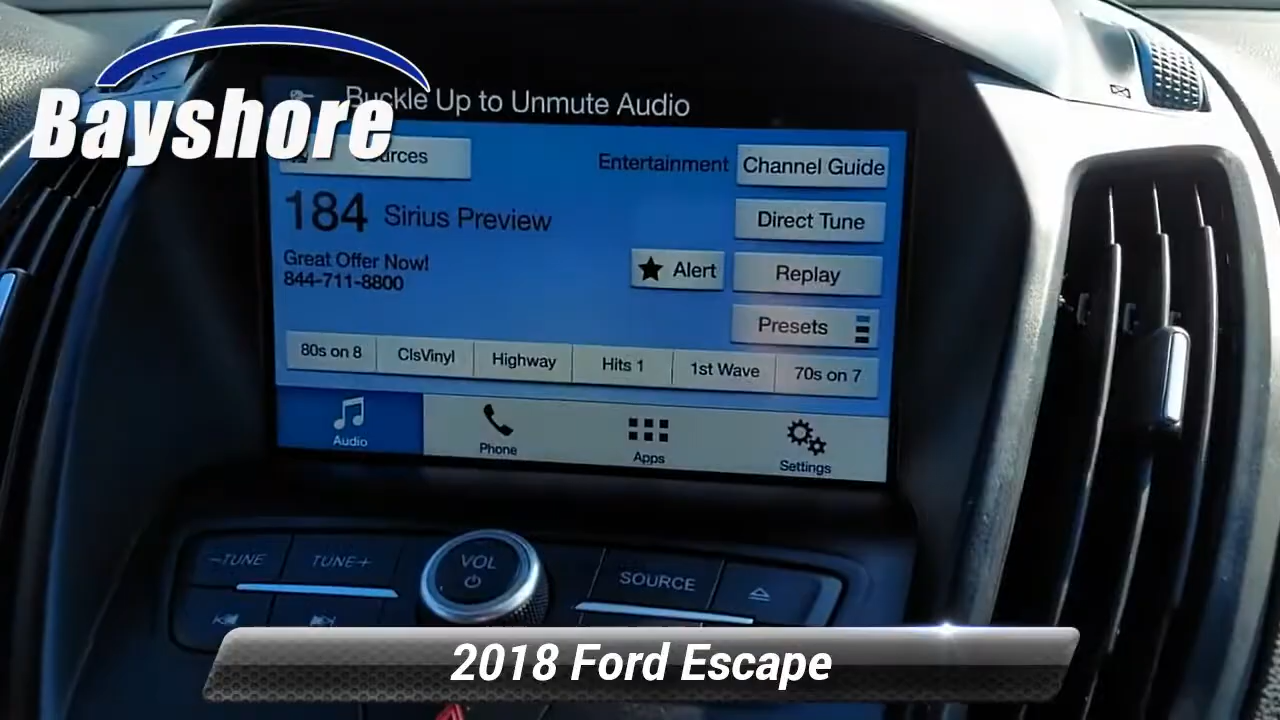 Bayshore
Buckle Up to Unmute Audio
Entertainment
Channel Guide
184 Sirius Preview
Direct Tune
Great Offer Now!
844-711-8800
Alert
Replay
Presets
80s on 8
ClsVinyl
Highway
Hits 1
1st Wave
70s on 7
Audio
Phone
Apps
Settings
-TUNE
TUNE+
VOL
SOURCE
2018 Ford Escape